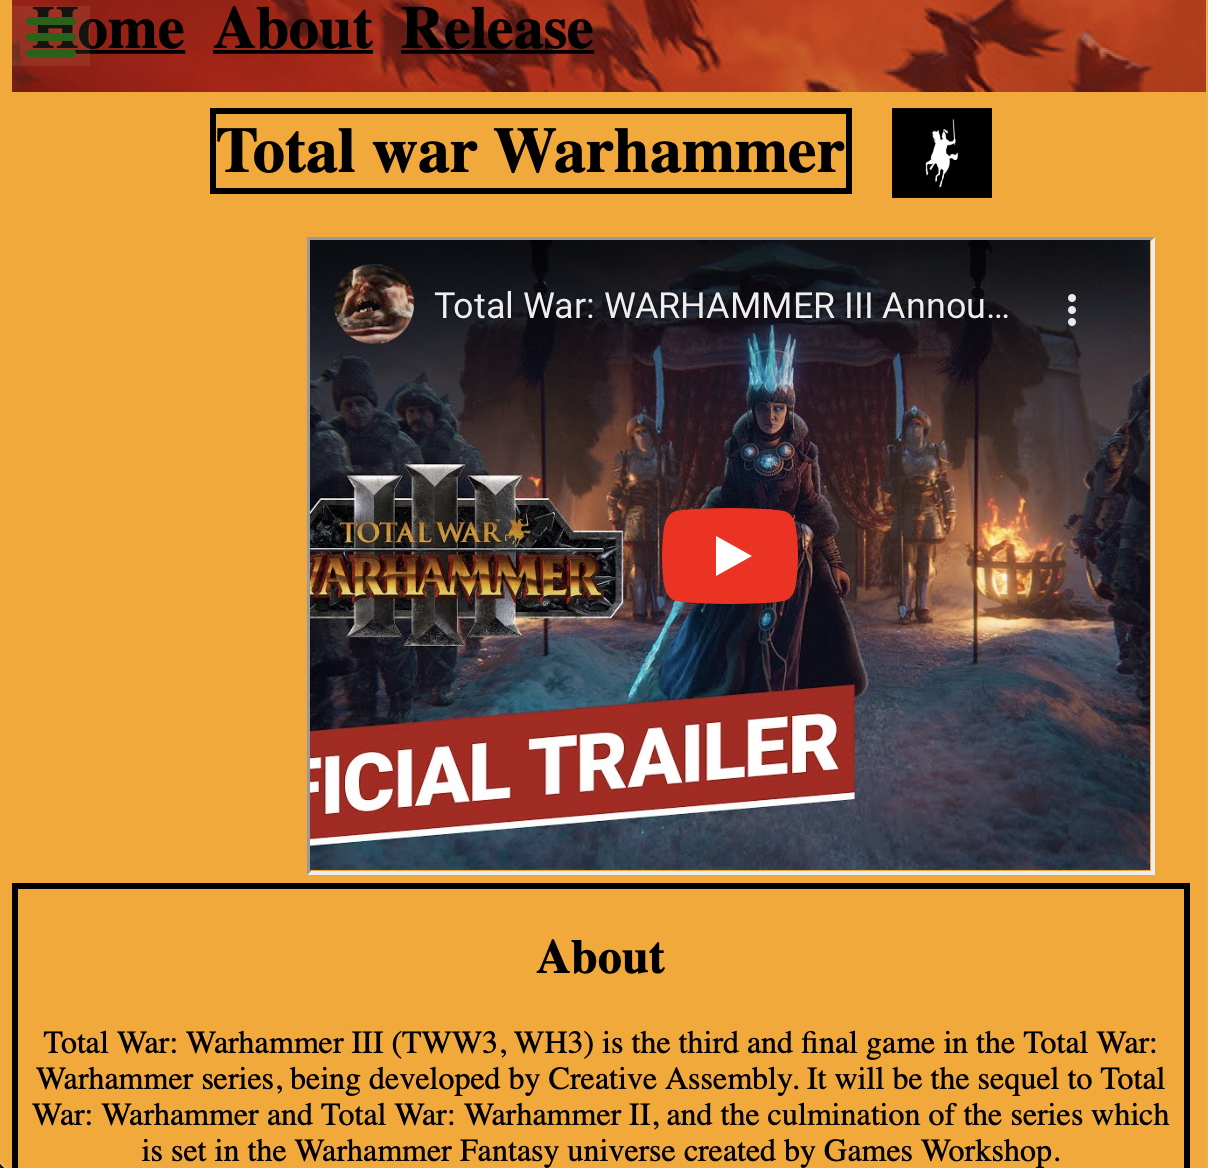 Home About Release
Total war Warhammer
Total War: WARHAMMER III Annou...
III
TOTAL WAR
WARHAMMER
FICIAL TRAILER
About
Total War: Warhammer III (TWW3, WH3) is the third and final game in the Total War:
Warhammer series, being developed by Creative Assembly. It will be the sequel to Total
War: Warhammer and Total War: Warhammer II, and the culmination of the series which
is set in the Warhammer Fantasy universe created by Games Workshop.